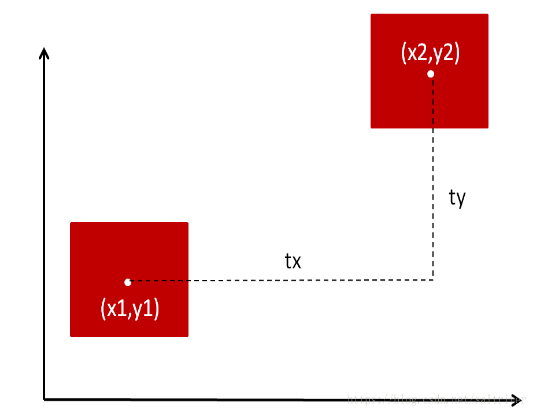 (x2,y2)
ty
tx
(x1,y1)